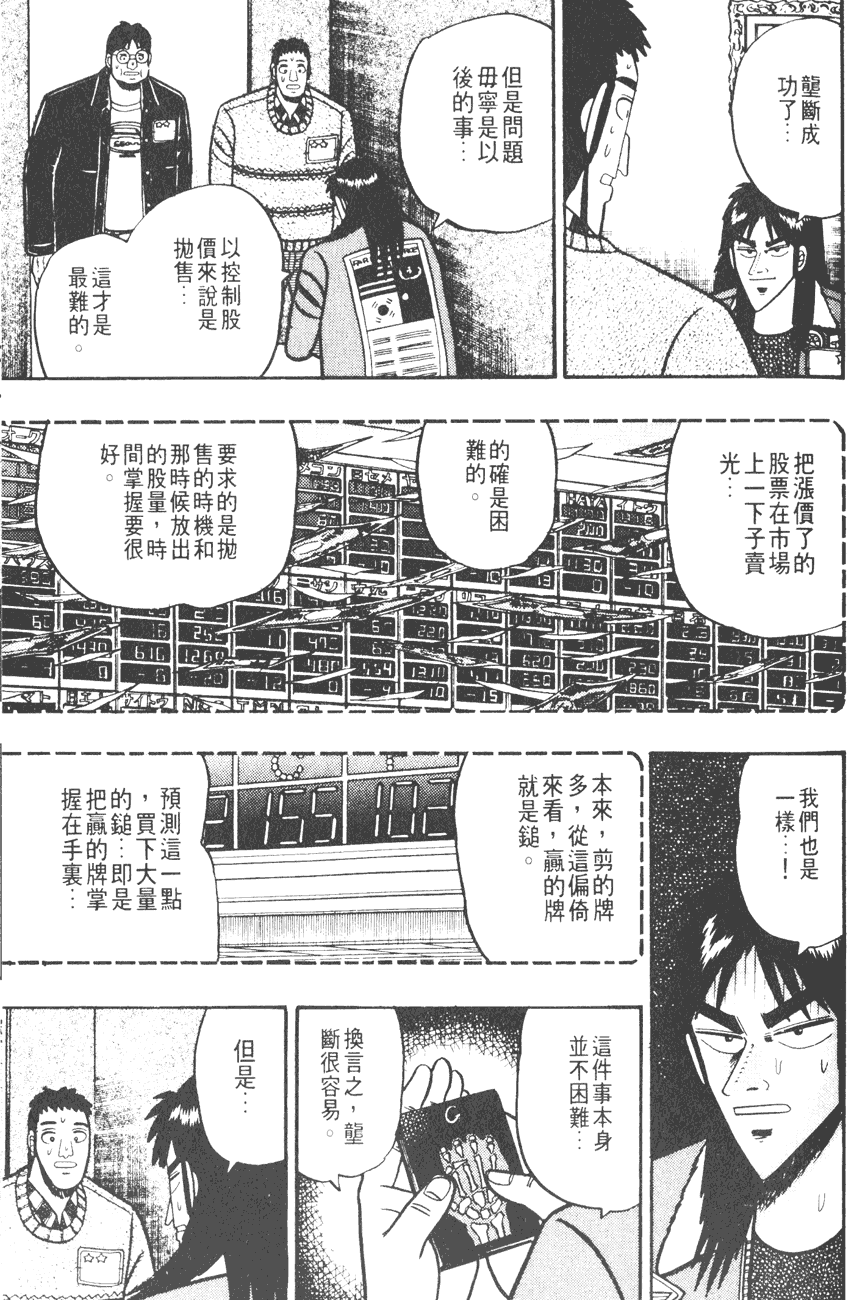 壟斷成
功了…
但是問題
毋寧是以
後的事…
以控制股
價來說是
拋售…
這才是
最難的。
把漲價了的
股票在市場
上一下子賣
光…
的確是困
難的。
要求的是拋
售的時機和
那時候放出
的股量，時
間掌握要很
好。
我們也是
一樣…！
本來，剪的牌
多，從這偏倚
來看，贏的牌
就是鎚。
預測這一點
，買下大量
的鎚…即是
把贏的牌掌
握在手裏…
155
102
這件事本身
並不困難…
換言之，壟
斷很容易。
但是…